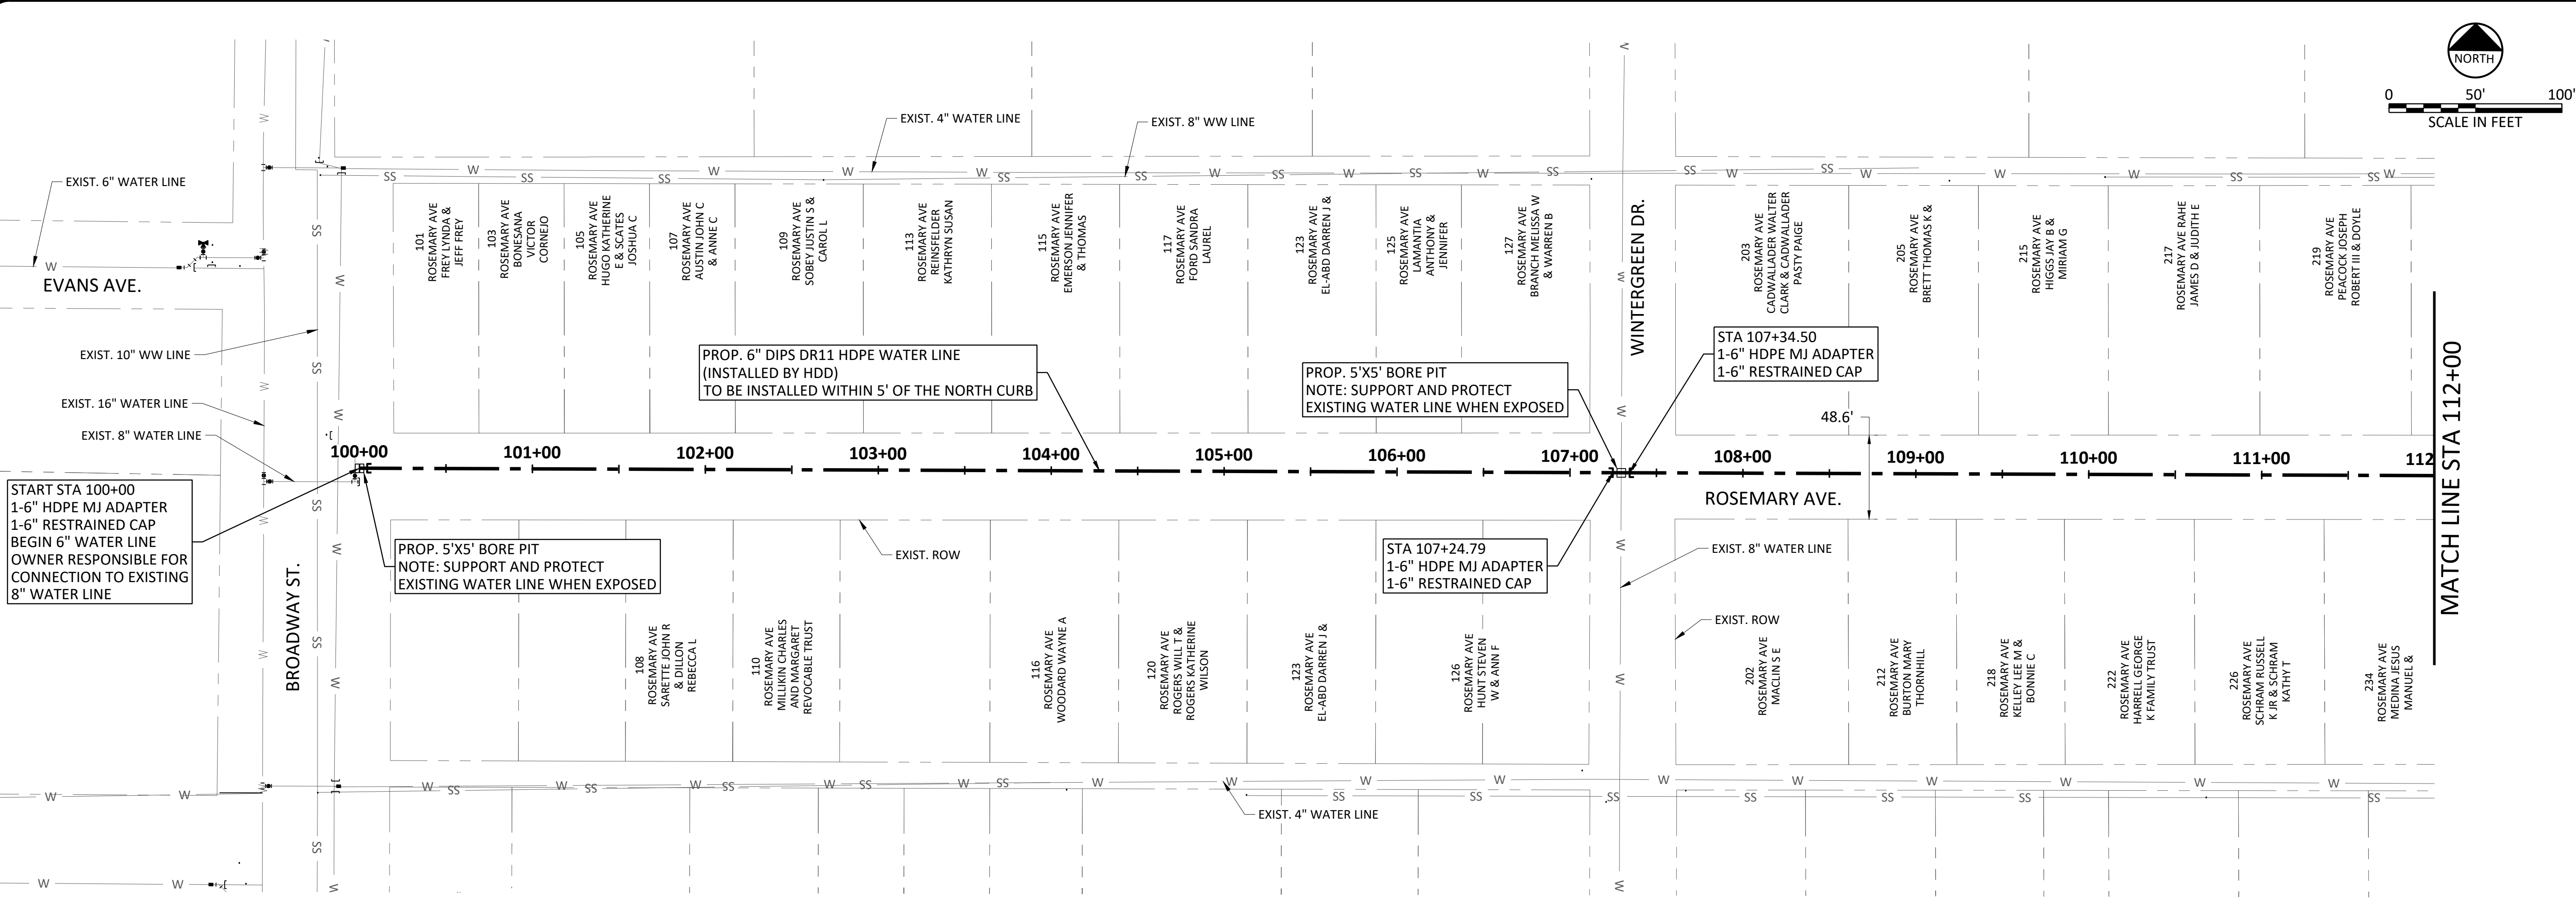 NORTH
0 50' 100'
SCALE IN FEET
EXIST. 4" WATER LINE
EXIST. 8" WW LINE
EXIST. 6" WATER LINE
EVANS AVE.
EXIST. 10" WW LINE
EXIST. 16" WATER LINE
EXIST. 8" WATER LINE
101
ROSEMARY AVE
FREY LYNDA &
JEFF FREY
103
ROSEMARY AVE
BONESANA
VICTOR
CORNEJO
105
ROSEMARY AVE
HUGO KATHERINE
E & SCATES
JOSHUA C
107
ROSEMARY AVE
AUSTIN JOHN C
& ANNE C
109
ROSEMARY AVE
SOBEY JUSTIN S &
CAROL L
113
ROSEMARY AVE
REINSFELDER
KATHRYN SUSAN
115
ROSEMARY AVE
EMERSON JENNIFER
& THOMAS
117
ROSEMARY AVE
FORD SANDRA
LAUREL
123
ROSEMARY AVE
EL-ABD DARREN J &
125
ROSEMARY AVE
LAMANTIA
ANTHONY &
JENNIFER
127
ROSEMARY AVE
BRANCH MELISSA W
& WARREN B
WINTERGREEN DR.
203
ROSEMARY AVE
CADWALLADER WALTER
CLARK & CADWALLADER
PASTY PAIGE
205
ROSEMARY AVE
BRETT THOMAS K &
215
ROSEMARY AVE
HIGGS JAY B &
MIRIAM G
217
ROSEMARY AVE RAHE
JAMES D & JUDITH E
219
ROSEMARY AVE
PEACOCK JOSEPH
ROBERT III & DOYLE
PROP. 6" DIPS DR11 HDPE WATER LINE
(INSTALLED BY HDD)
TO BE INSTALLED WITHIN 5' OF THE NORTH CURB
PROP. 5'X5' BORE PIT
NOTE: SUPPORT AND PROTECT
EXISTING WATER LINE WHEN EXPOSED
STA 107+34.50
1-6" HDPE MJ ADAPTER
1-6" RESTRAINED CAP
48.6'
100+00 101+00 102+00 103+00 104+00 105+00 106+00 107+00 108+00 109+00 110+00 111+00 112
MATCH LINE STA 112+00
ROSEMARY AVE.
START STA 100+00
1-6" HDPE MJ ADAPTER
1-6" RESTRAINED CAP
BEGIN 6" WATER LINE
OWNER RESPONSIBLE FOR
CONNECTION TO EXISTING
8" WATER LINE
BROADWAY ST.
PROP. 5'X5' BORE PIT
NOTE: SUPPORT AND PROTECT
EXISTING WATER LINE WHEN EXPOSED
EXIST. ROW
STA 107+24.79
1-6" HDPE MJ ADAPTER
1-6" RESTRAINED CAP
EXIST. 8" WATER LINE
EXIST. ROW
108
ROSEMARY AVE
SARETTE JOHN R
& DILLON
REBECCA L
110
ROSEMARY AVE
MILLIKIN CHARLES
AND MARGARET
REVOCABLE TRUST
116
ROSEMARY AVE
WOODARD WAYNE A
120
ROSEMARY AVE
ROGERS WILL T &
ROGERS KATHERINE
WILSON
123
ROSEMARY AVE
EL-ABD DARREN J &
126
ROSEMARY AVE
HUNT STEVEN
W & ANN F
202
ROSEMARY AVE
MACLIN S E
212
ROSEMARY AVE
BURTON MARY
THORNHILL
218
ROSEMARY AVE
KELLEY LEE M &
BONNIE C
222
ROSEMARY AVE
HARRELL GEORGE
K FAMILY TRUST
226
ROSEMARY AVE
SCHRAM RUSSELL
K JR & SCHRAM
KATHY T
234
ROSEMARY AVE
MEDINA JESUS
MANUEL &
EXIST. 4" WATER LINE